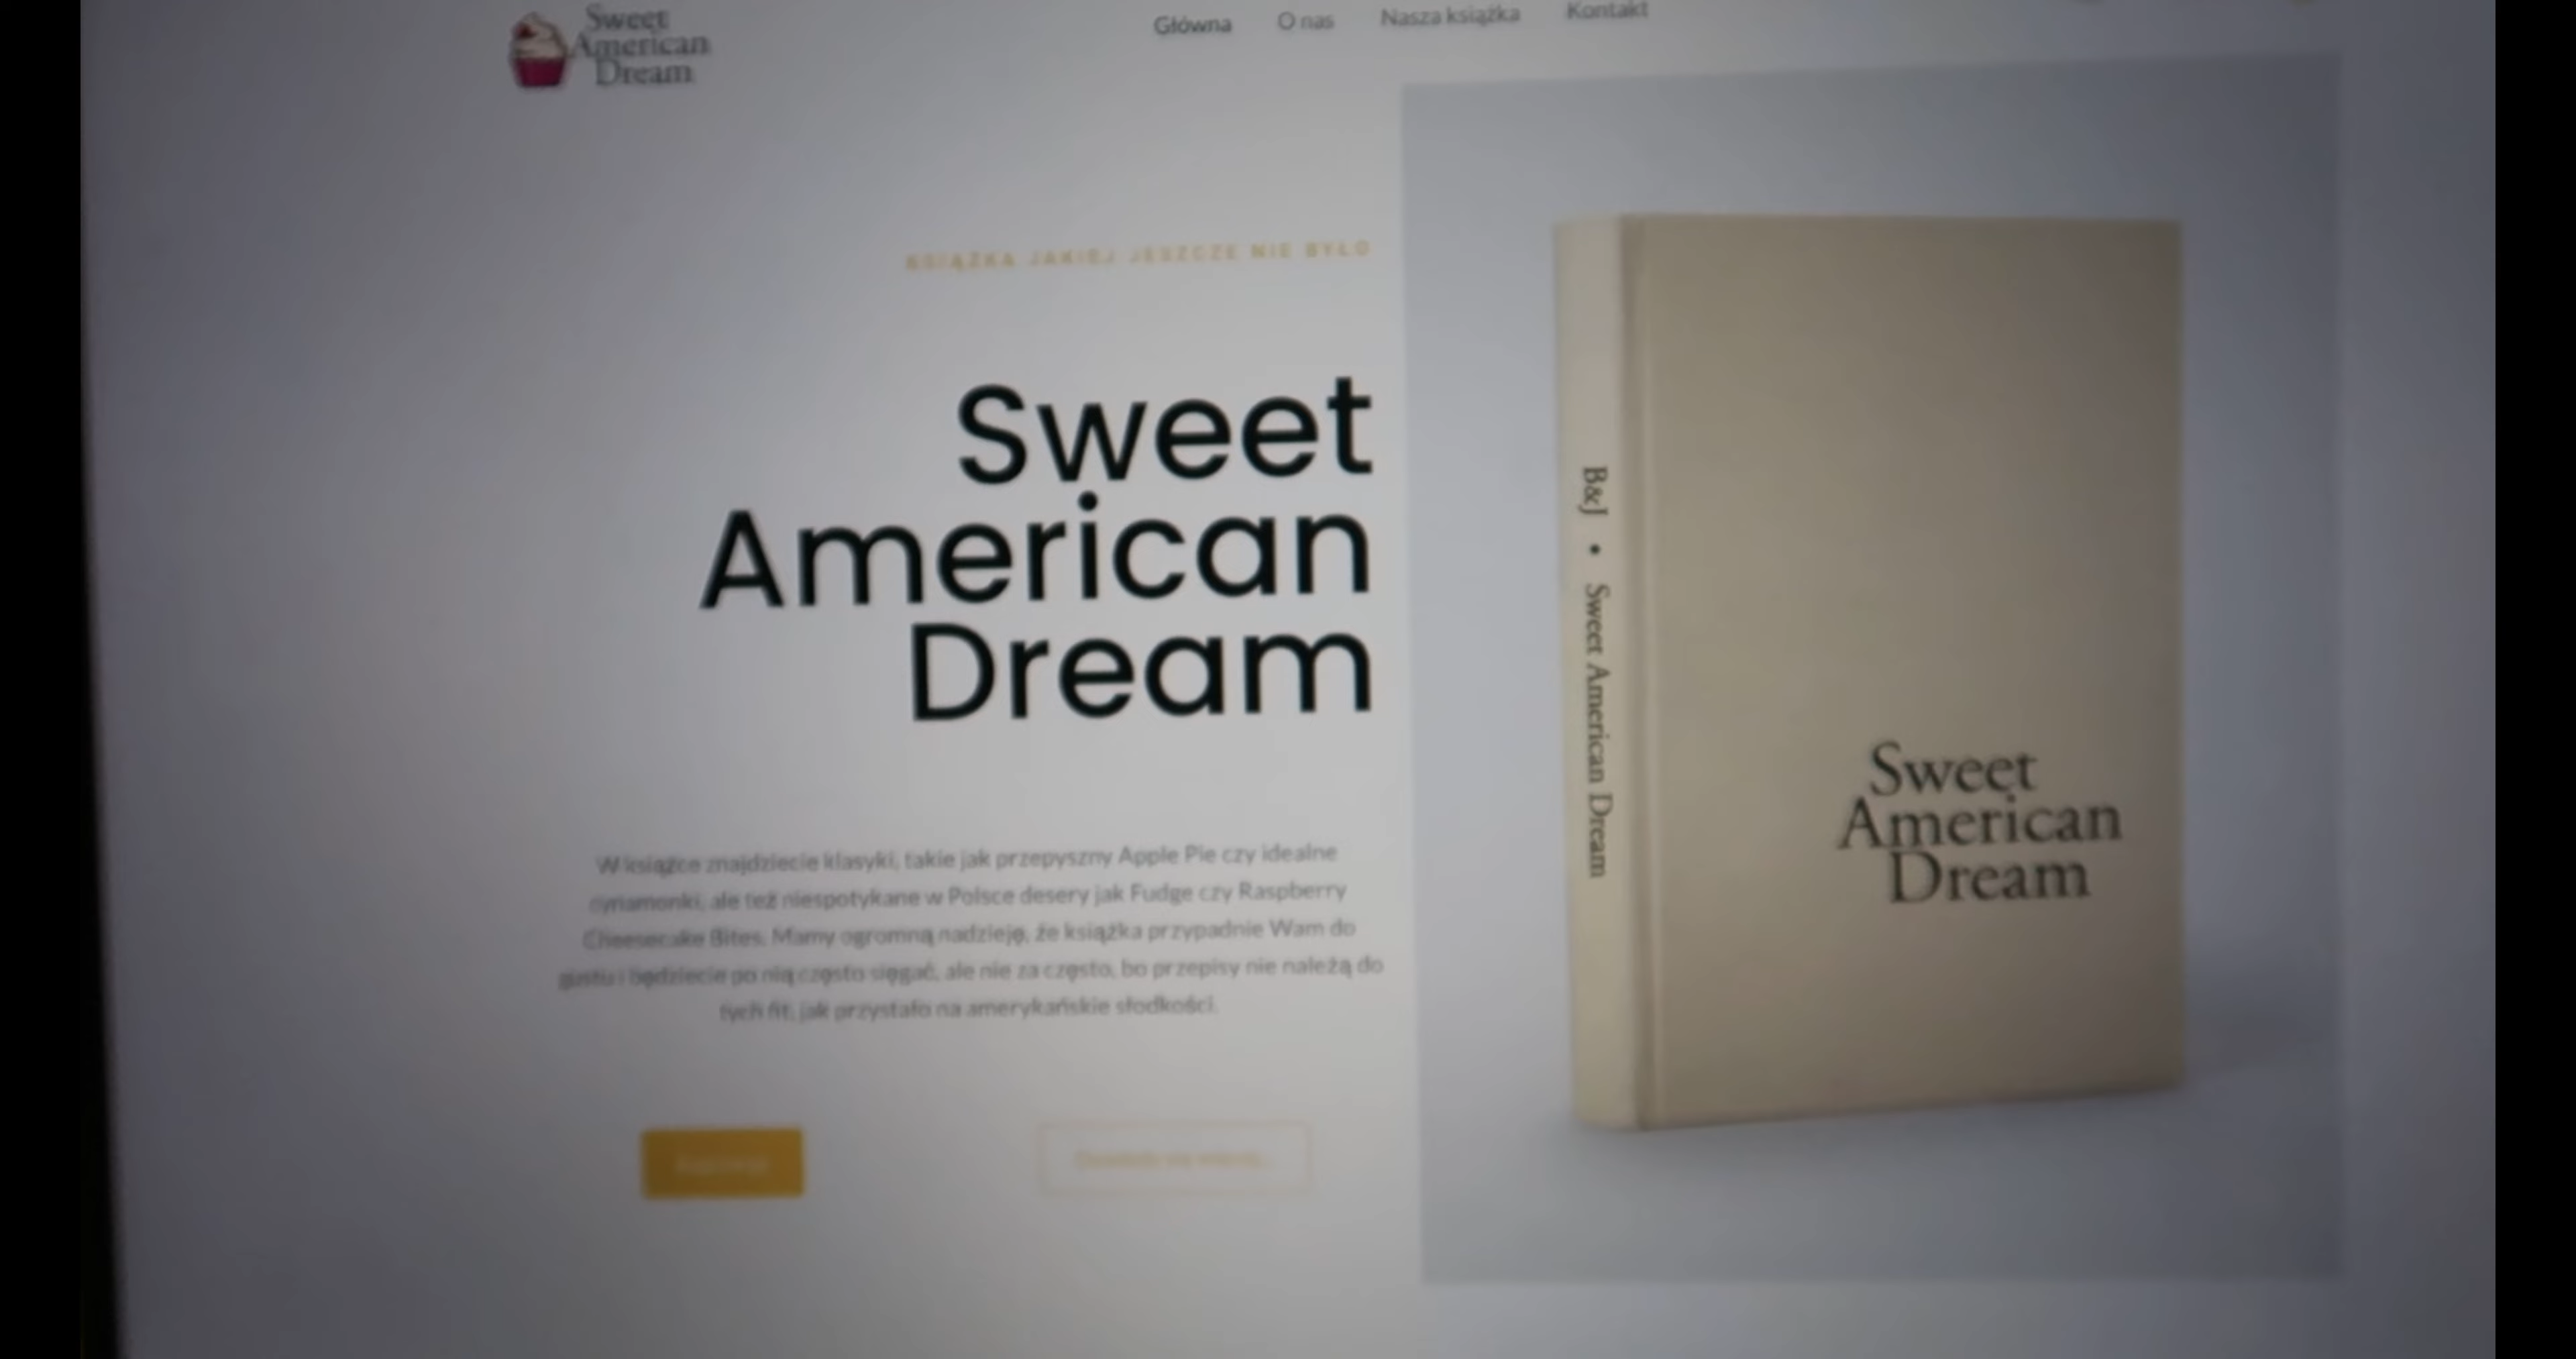 Sweet
American
Dream
Główna
O nas
Nasza książka
Kontakt
KSIĄŻKA JAKIEJ JESZCZE NIE BYŁO
Sweet
American
Dream
W książce znajdziecie klasyki, takie jak przepyszny Apple Pie czy idealne
cynamonki, ale też niespotykane w Polsce desery jak Fudge czy Raspberry
Cheesecake Bites. Mamy ogromną nadzieję, że książka przypadnie Wam do
gustu i będziecie po nią często sięgać, ale nie za często, bo przepisy nie należą do
tych fit, jak przystało na amerykańskie słodkości.
B&J • Sweet American Dream
Sweet
American
Dream